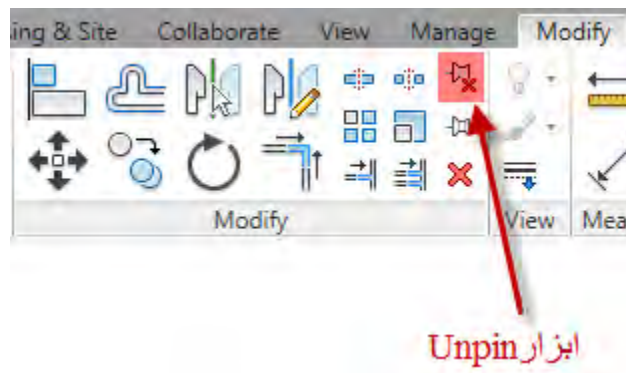 ing & Site Collaborate View Manage Modify
Modify View Mea
ابزار Unpin